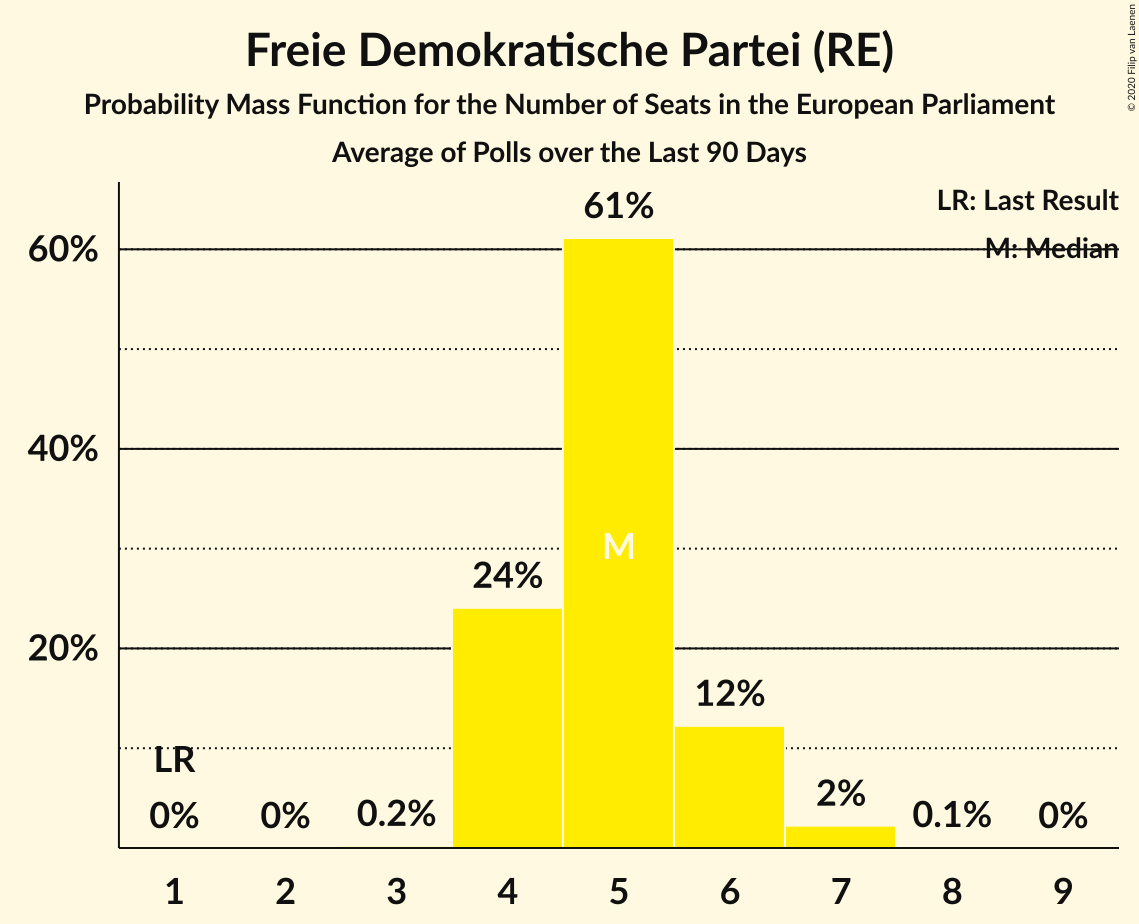 Freie Demokratische Partei (RE)
Probability Mass Function for the Number of Seats in the European Parliament
Average of Polls over the Last 90 Days
© 2020 Filip van Laenen
LR: Last Result
M: Median
61%
60%
40%
M
24%
20%
12%
LR
2%
0%
0%
0.2%
0.1%
0%
1 2 3 4 5 6 7 8 9